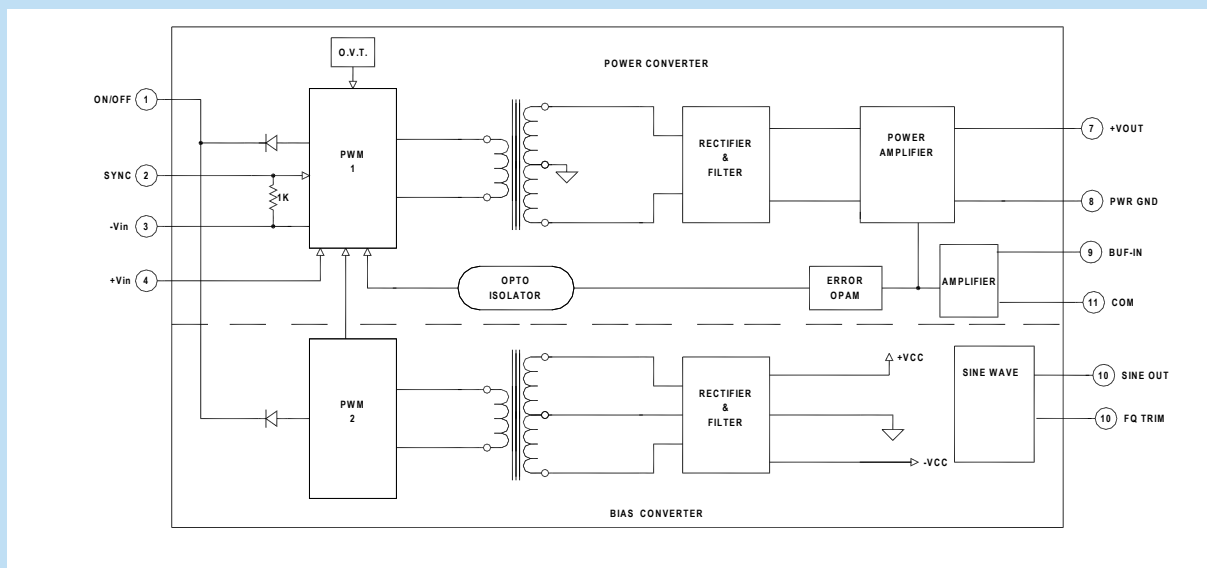 O.V.T.
POWER CONVERTER
ON/OFF 1
SYNC 2
1K
-Vin 3
+Vin 4
PWM
1
RECTIFIER
&
FILTER
POWER
AMPLIFIER
7 +VOUT
8 PWR GND
9 BUF-IN
11 COM
OPTO
ISOLATOR
ERROR
OPAM
AMPLIFIER
PWM
2
RECTIFIER
&
FILTER
+VCC
-VCC
SINE WAVE
10 SINE OUT
10 FQ TRIM
BIAS CONVERTER